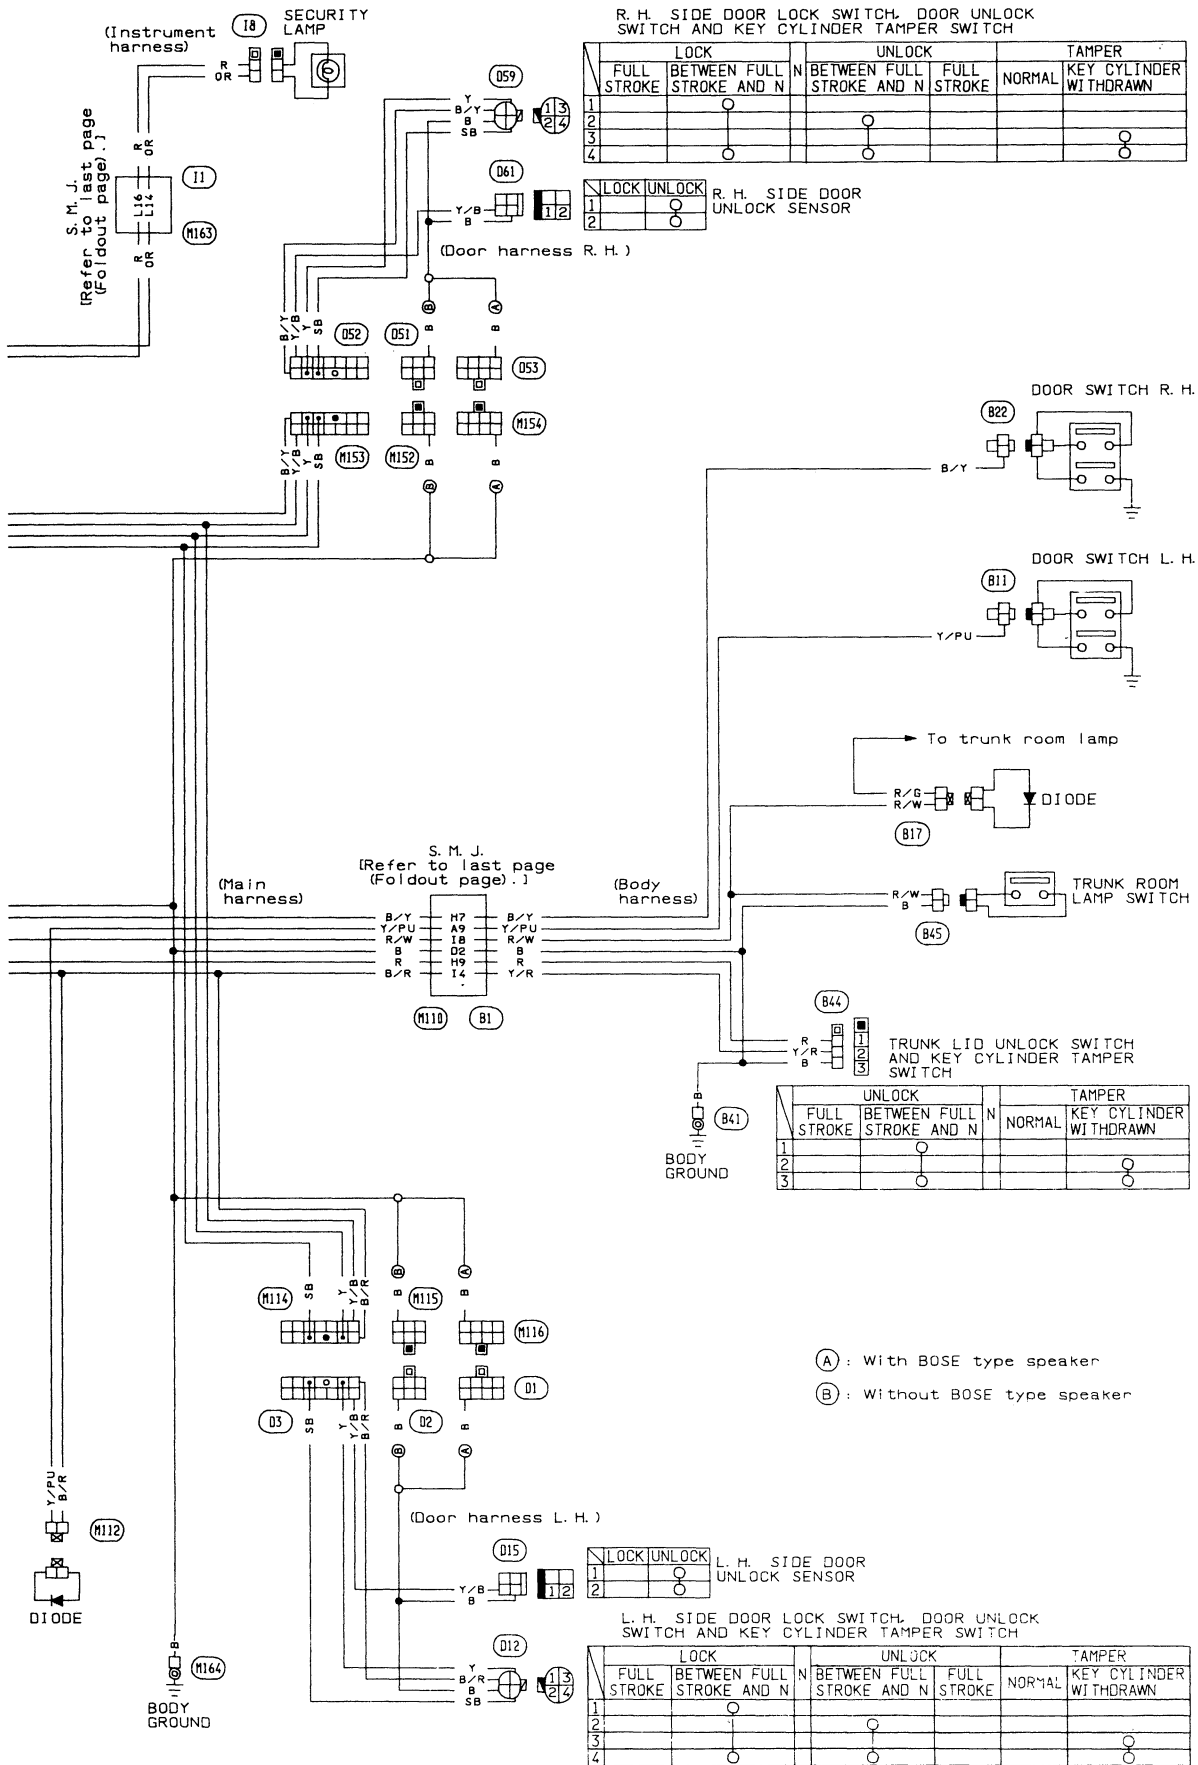 (Instrument
harness)
I8
SECURITY
LAMP
R
OR
R
OR
S. M. J.
[Refer to last page
(Foldout page).]
L16
L14
I1
M163
R
OR
R. H. SIDE DOOR LOCK SWITCH, DOOR UNLOCK
SWITCH AND KEY CYLINDER TAMPER SWITCH
LOCK UNLOCK TAMPER
FULL STROKE BETWEEN FULL STROKE AND N N BETWEEN FULL STROKE AND N FULL STROKE NORMAL KEY CYLINDER WITHDRAWN
1
2
3
4
D59
Y
B/Y
B
SB
1 3
2 4
D61
Y/B
B
1 2
LOCK UNLOCK
1
2
R. H. SIDE DOOR
UNLOCK SENSOR
(Door harness R. H.)
B A
B B
B/Y Y/B Y SB
D52
D51
D53
M153
M152
M154
B/Y Y/B Y SB
B B
B A
DOOR SWITCH R. H.
B22
B/Y
DOOR SWITCH L. H.
B11
Y/PU
To trunk room lamp
R/G
R/W
DIODE
B17
S. M. J.
[Refer to last page
(Foldout page).]
(Main
harness)
(Body
harness)
B/Y H7 B/Y
Y/PU A9 Y/PU
R/W I8 R/W
B D2 B
R H9 R
B/R I4 Y/R
M110 B1
R/W
B
TRUNK ROOM
LAMP SWITCH
B45
B44
R
Y/R
B
1
2
3
TRUNK LID UNLOCK SWITCH
AND KEY CYLINDER TAMPER
SWITCH
UNLOCK TAMPER
FULL STROKE BETWEEN FULL STROKE AND N N NORMAL KEY CYLINDER WITHDRAWN
1
2
3
B
B41
BODY
GROUND
B A
M114
SB Y Y/B B/R
B B
M115
M116
D3
SB Y Y/B B/R
B B
D2
D1
B A
A : With BOSE type speaker
B : Without BOSE type speaker
Y/PU
B/R
M112
DIODE
B
M164
BODY
GROUND
(Door harness L. H.)
D15
Y/B
B
1 2
LOCK UNLOCK
1
2
L. H. SIDE DOOR
UNLOCK SENSOR
D12
Y
B/R
B
SB
1 3
2 4
L. H. SIDE DOOR LOCK SWITCH, DOOR UNLOCK
SWITCH AND KEY CYLINDER TAMPER SWITCH
LOCK UNLOCK TAMPER
FULL STROKE BETWEEN FULL STROKE AND N N BETWEEN FULL STROKE AND N FULL STROKE NORMAL KEY CYLINDER WITHDRAWN
1
2
3
4